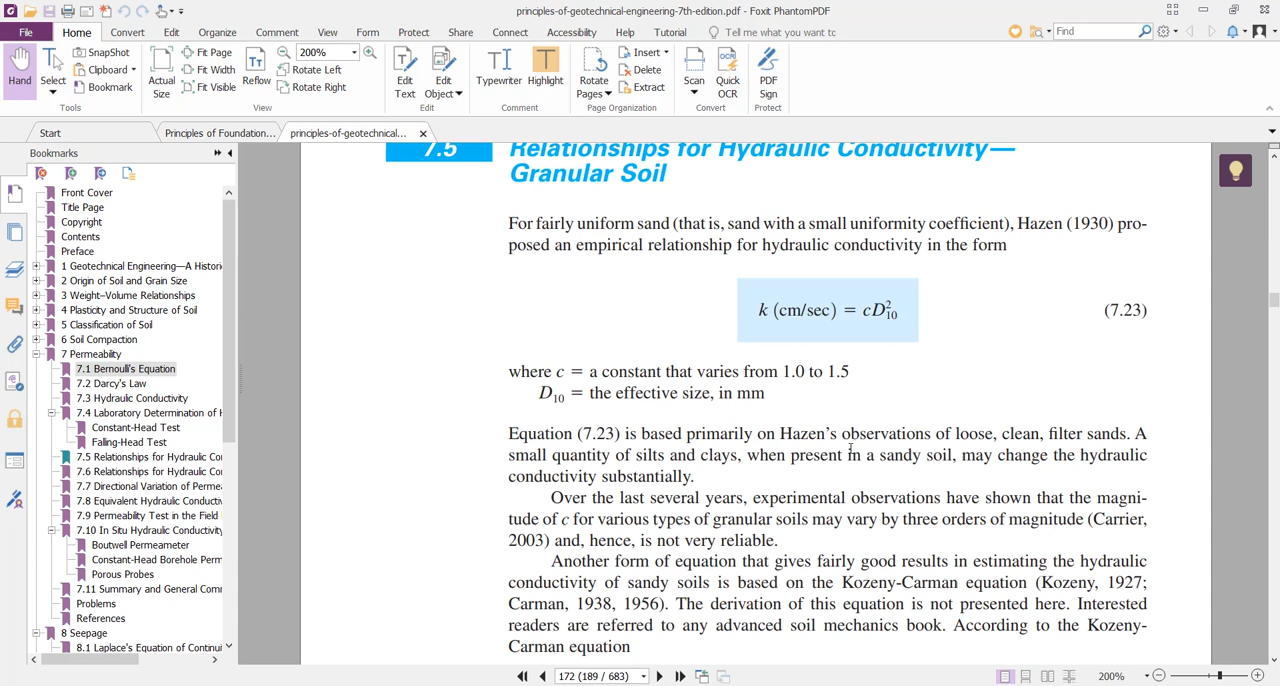 principles-of-geotechnical-engineering-7th-edition.pdf - Foxit PhantomPDF
File Home Convert Edit Organize Comment View Form Protect Share Connect Accessibility Help Tutorial Tell me what you want tc Find
Hand Select SnapShot Clipboard Bookmark
Actual Size Fit Page Fit Width Fit Visible Reflow 200% Rotate Left Rotate Right
Edit Text Edit Object Typewriter Highlight
Rotate Pages Insert Delete Extract
Scan Quick OCR PDF Sign
Tools View Edit Comment Page Organization Convert Protect
Start Principles of Foundation... principles-of-geotechnical...
Bookmarks
Front Cover
Title Page
Copyright
Contents
Preface
1 Geotechnical Engineering—A Histori
2 Origin of Soil and Grain Size
3 Weight–Volume Relationships
4 Plasticity and Structure of Soil
5 Classification of Soil
6 Soil Compaction
7 Permeability
7.1 Bernoulli's Equation
7.2 Darcy's Law
7.3 Hydraulic Conductivity
7.4 Laboratory Determination of H
Constant-Head Test
Falling-Head Test
7.5 Relationships for Hydraulic Co
7.6 Relationships for Hydraulic Co
7.7 Directional Variation of Perme
7.8 Equivalent Hydraulic Conductiv
7.9 Permeability Test in the Field
7.10 In Situ Hydraulic Conductivity
Boutwell Permeameter
Constant-Head Borehole Perm
Porous Probes
7.11 Summary and General Comm
Problems
References
8 Seepage
8.1 Laplace's Equation of Continui
7.5 Relationships for Hydraulic Conductivity—
Granular Soil
For fairly uniform sand (that is, sand with a small uniformity coefficient), Hazen (1930) pro-
posed an empirical relationship for hydraulic conductivity in the form
k (cm/sec) = cD²₁₀ (7.23)
where c = a constant that varies from 1.0 to 1.5
D₁₀ = the effective size, in mm
Equation (7.23) is based primarily on Hazen's observations of loose, clean, filter sands. A
small quantity of silts and clays, when present in a sandy soil, may change the hydraulic
conductivity substantially.
Over the last several years, experimental observations have shown that the magni-
tude of c for various types of granular soils may vary by three orders of magnitude (Carrier,
2003) and, hence, is not very reliable.
Another form of equation that gives fairly good results in estimating the hydraulic
conductivity of sandy soils is based on the Kozeny-Carman equation (Kozeny, 1927;
Carman, 1938, 1956). The derivation of this equation is not presented here. Interested
readers are referred to any advanced soil mechanics book. According to the Kozeny-
Carman equation
172 (189 / 683) 200%